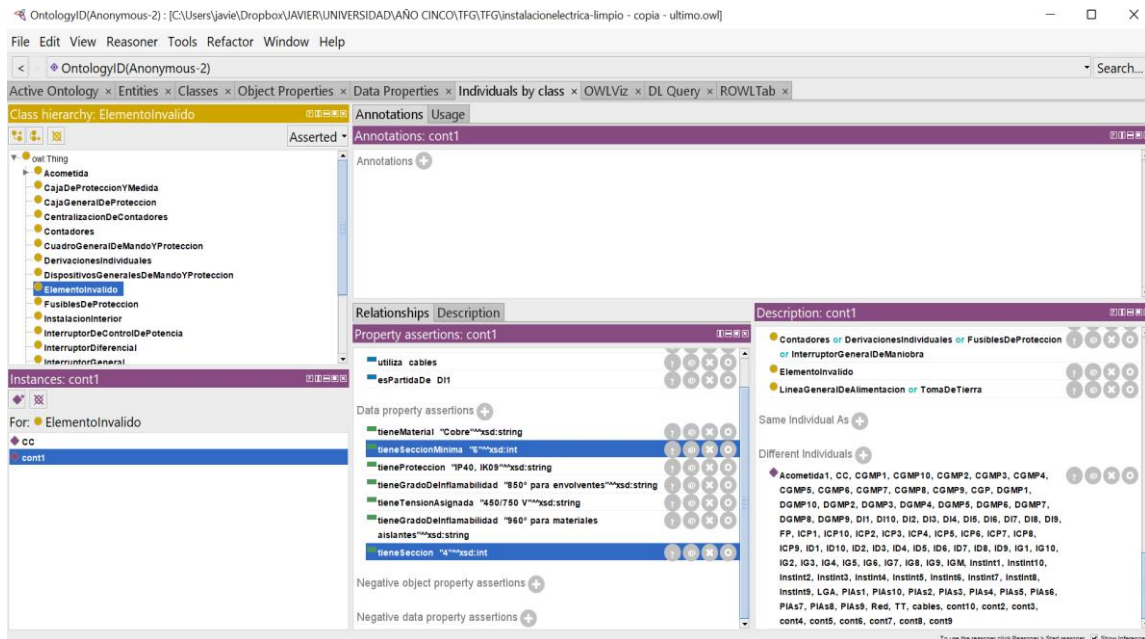 OntologyID(Anonymous-2) : [C:\Users\javie\Dropbox\JAVIER\UNIVERSIDAD\AÑO CINCO\TFG\TFG\instalacionelectrica-limpio - copia - ultimo.owl]
File Edit View Reasoner Tools Refactor Window Help
< > OntologyID(Anonymous-2) Search...
Active Ontology × Entities × Classes × Object Properties × Data Properties × Individuals by class × OWLViz × DL Query × ROWLTab ×
Class hierarchy: ElementoInvalido
Asserted
owl:Thing
Acometida
CajaDeProteccionYMedida
CajaGeneralDeProteccion
CentralizacionDeContadores
Contadores
CuadroGeneralDeMandoYProteccion
DerivacionesIndividuales
DispositivosGeneralesDeMandoYProteccion
ElementoInvalido
FusiblesDeProteccion
InstalacionInterior
InterruptorDeControlDePotencia
InterruptorDiferencial
InterruptorGeneral
Instances: cont1
For: ElementoInvalido
CC
cont1
Annotations Usage
Annotations: cont1
Annotations
Relationships Description
Property assertions: cont1
utiliza cables
esPartidaDe DI1
Data property assertions
tieneMaterial "Cobre"^^xsd:string
tieneSeccionMinima "6"^^xsd:int
tieneProteccion "IP40, IK09"^^xsd:string
tieneGradoDeInflamabilidad "850º para envolventes"^^xsd:string
tieneTensionAsignada "450/750 V"^^xsd:string
tieneGradoDeInflamabilidad "960º para materiales
aislantes"^^xsd:string
tieneSeccion "4"^^xsd:int
Negative object property assertions
Negative data property assertions
Description: cont1
Contadores or DerivacionesIndividuales or FusiblesDeProteccion
or InterruptorGeneralDeManiobra
ElementoInvalido
LineaGeneralDeAlimentacion or TomaDeTierra
Same Individual As
Different Individuals
Acometida1, CC, CGMP1, CGMP10, CGMP2, CGMP3, CGMP4,
CGMP5, CGMP6, CGMP7, CGMP8, CGMP9, CGP, DGMP1,
DGMP10, DGMP2, DGMP3, DGMP4, DGMP5, DGMP6, DGMP7,
DGMP8, DGMP9, DI1, DI10, DI2, DI3, DI4, DI5, DI6, DI7, DI8, DI9,
FP, ICP1, ICP10, ICP2, ICP3, ICP4, ICP5, ICP6, ICP7, ICP8,
ICP9, ID1, ID10, ID2, ID3, ID4, ID5, ID6, ID7, ID8, ID9, IG1, IG10,
IG2, IG3, IG4, IG5, IG6, IG7, IG8, IG9, IGM, InstInt1, InstInt10,
InstInt2, InstInt3, InstInt4, InstInt5, InstInt6, InstInt7, InstInt8,
InstInt9, LGA, PIAs1, PIAs10, PIAs2, PIAs3, PIAs4, PIAs5, PIAs6,
PIAs7, PIAs8, PIAs9, Red, TT, cables, cont10, cont2, cont3,
cont4, cont5, cont6, cont7, cont8, cont9
To use the reasoner click Reasoner > Start reasoner Show Inferences